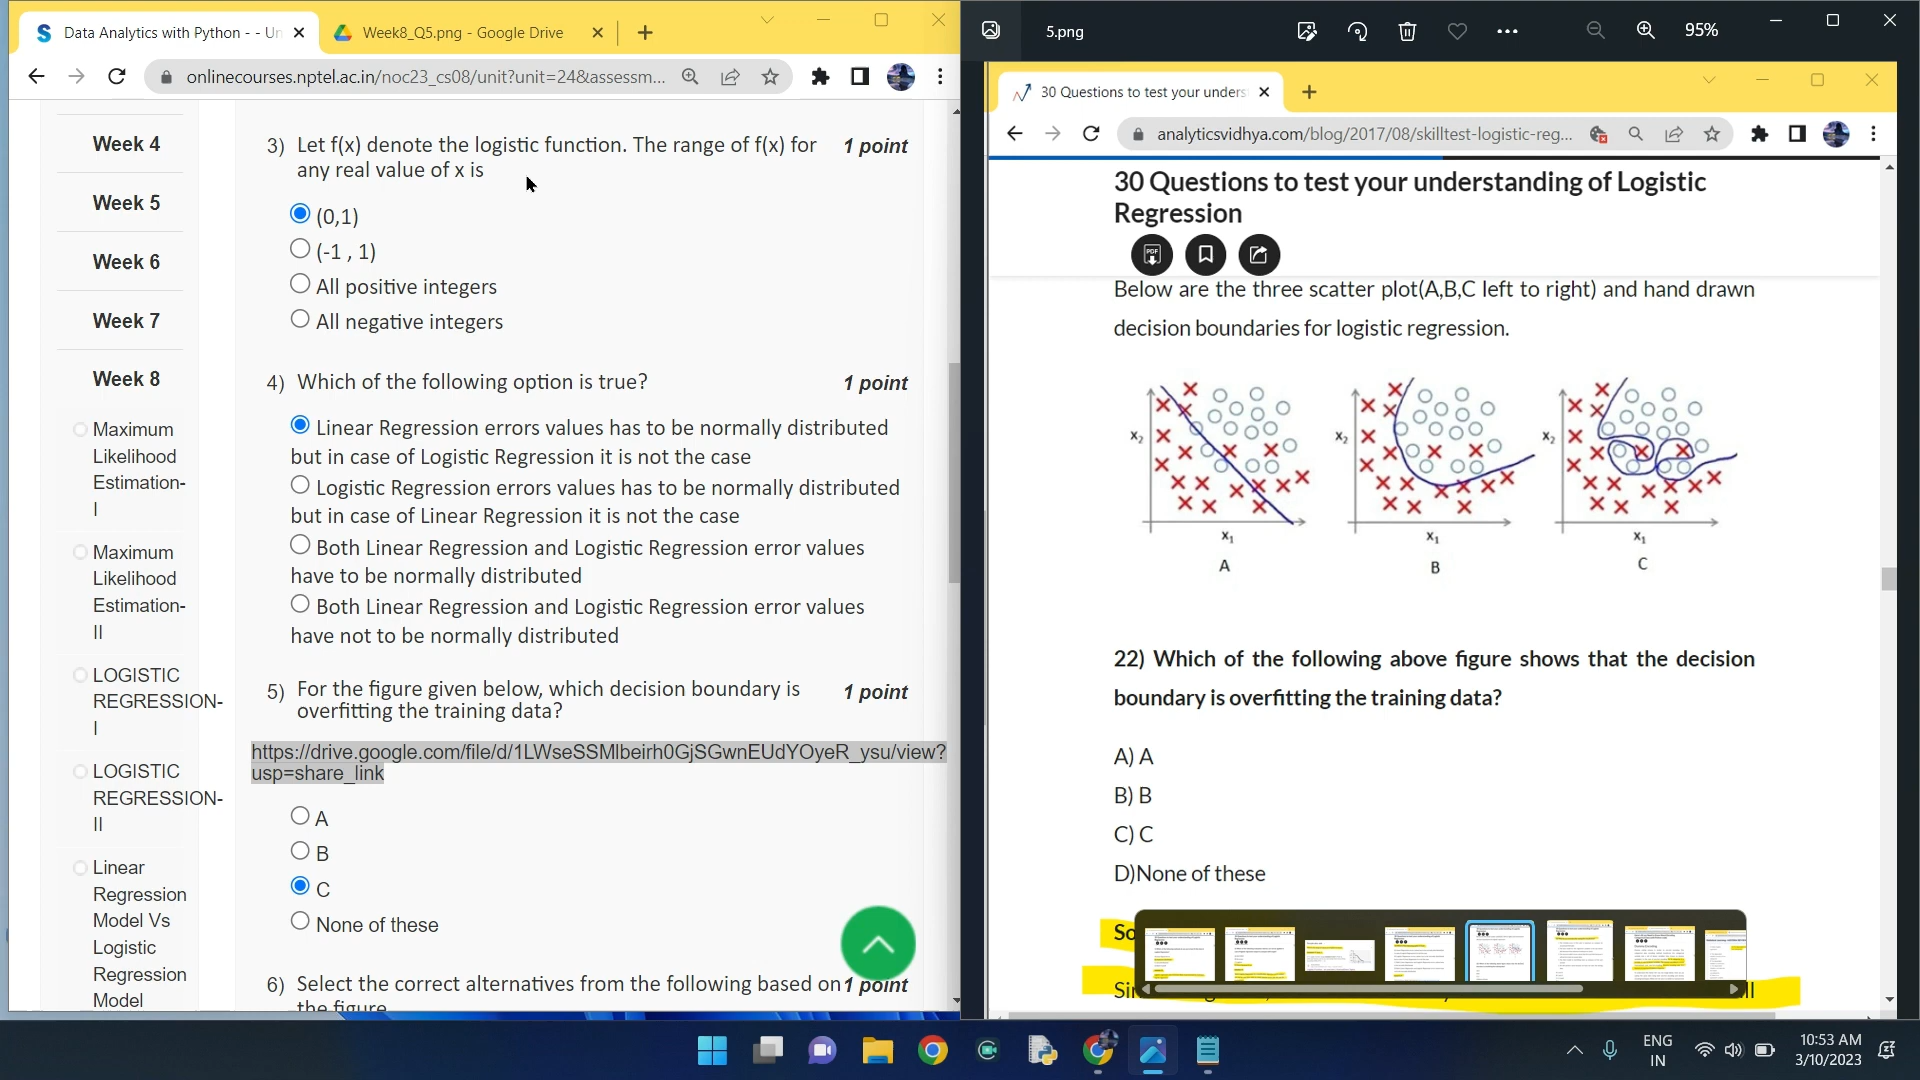 Data Analytics with Python - - Un
Week8_Q5.png - Google Drive
onlinecourses.nptel.ac.in/noc23_cs08/unit?unit=24&assessm...
Week 4
Week 5
Week 6
Week 7
Week 8
Maximum
Likelihood
Estimation-
I
Maximum
Likelihood
Estimation-
II
LOGISTIC
REGRESSION-
I
LOGISTIC
REGRESSION-
II
Linear
Regression
Model Vs
Logistic
Regression
Model
3) Let f(x) denote the logistic function. The range of f(x) for 1 point
any real value of x is
(0,1)
(-1 , 1)
All positive integers
All negative integers
4) Which of the following option is true? 1 point
Linear Regression errors values has to be normally distributed
but in case of Logistic Regression it is not the case
Logistic Regression errors values has to be normally distributed
but in case of Linear Regression it is not the case
Both Linear Regression and Logistic Regression error values
have to be normally distributed
Both Linear Regression and Logistic Regression error values
have not to be normally distributed
5) For the figure given below, which decision boundary is 1 point
overfitting the training data?
https://drive.google.com/file/d/1LWseSSMlbeirh0GjSGwnEUdYOyeR_ysu/view?
usp=share_link
A
B
C
None of these
6) Select the correct alternatives from the following based on 1 point
the figure
5.png
95%
30 Questions to test your unders
analyticsvidhya.com/blog/2017/08/skilltest-logistic-reg...
30 Questions to test your understanding of Logistic
Regression
PDF
Below are the three scatter plot(A,B,C left to right) and hand drawn
decision boundaries for logistic regression.
x2 x2 x2
x1 x1 x1
A B C
22) Which of the following above figure shows that the decision
boundary is overfitting the training data?
A) A
B) B
C) C
D)None of these
So
ENG
IN
10:53 AM
3/10/2023